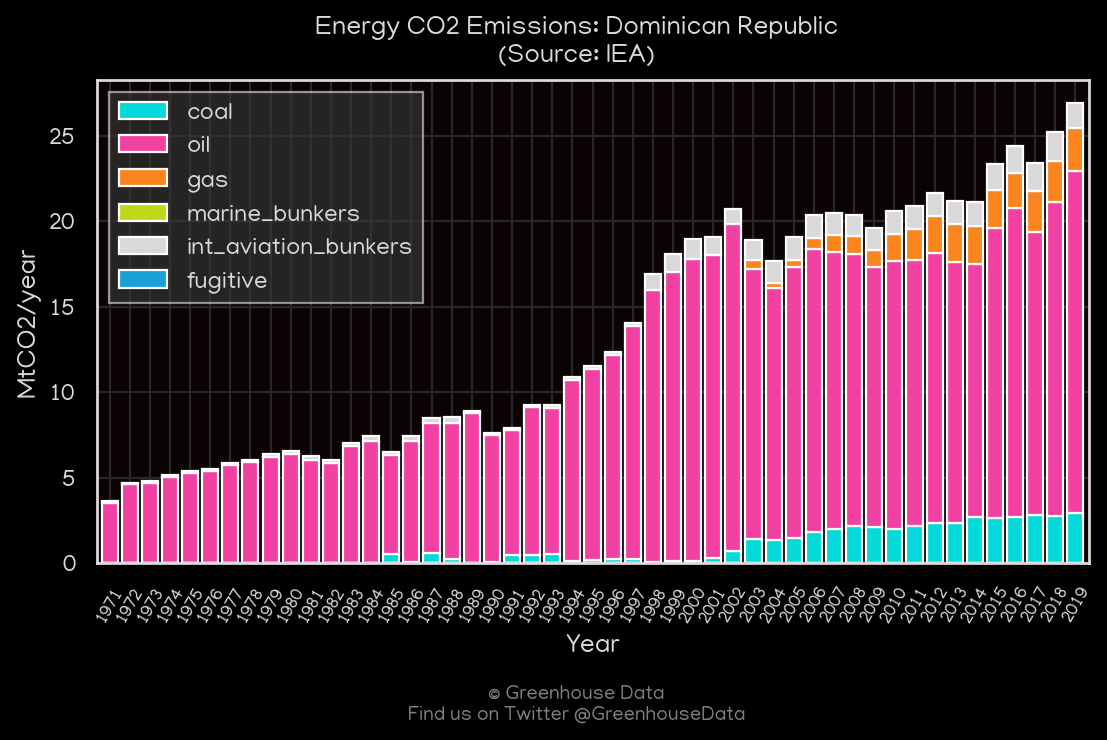 Energy CO2 Emissions: Dominican Republic
(Source: IEA)
coal
oil
gas
marine_bunkers
int_aviation_bunkers
fugitive
MtCO2/year
25
20
15
10
5
0
1971 1972 1973 1974 1975 1976 1977 1978 1979 1980 1981 1982 1983 1984 1985 1986 1987 1988 1989 1990 1991 1992 1993 1994 1995 1996 1997 1998 1999 2000 2001 2002 2003 2004 2005 2006 2007 2008 2009 2010 2011 2012 2013 2014 2015 2016 2017 2018 2019
Year
© Greenhouse Data
Find us on Twitter @GreenhouseData